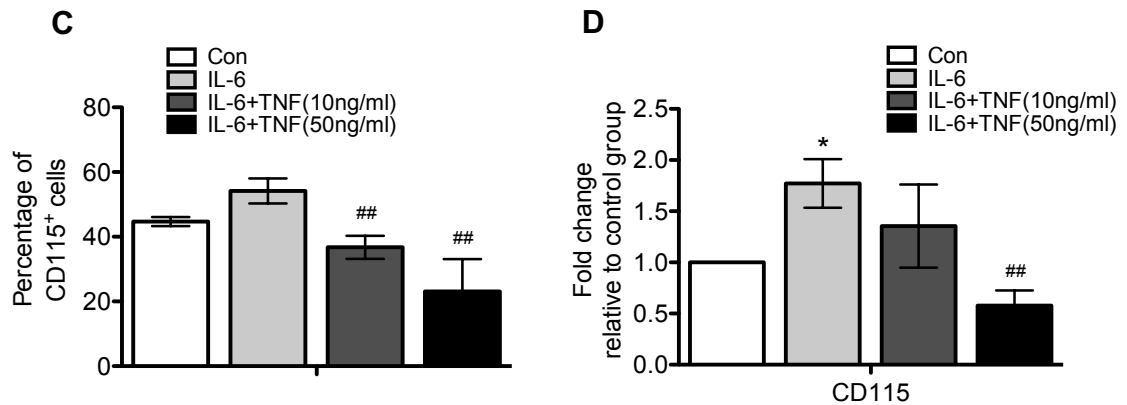 C
Con
IL-6
IL-6+TNF(10ng/ml)
IL-6+TNF(50ng/ml)
Percentage of
CD115+ cells
80
60
40
20
0
##
##
D
Con
IL-6
IL-6+TNF(10ng/ml)
IL-6+TNF(50ng/ml)
Fold change
relative to control group
2.5
2.0
1.5
1.0
0.5
0.0
*
##
CD115